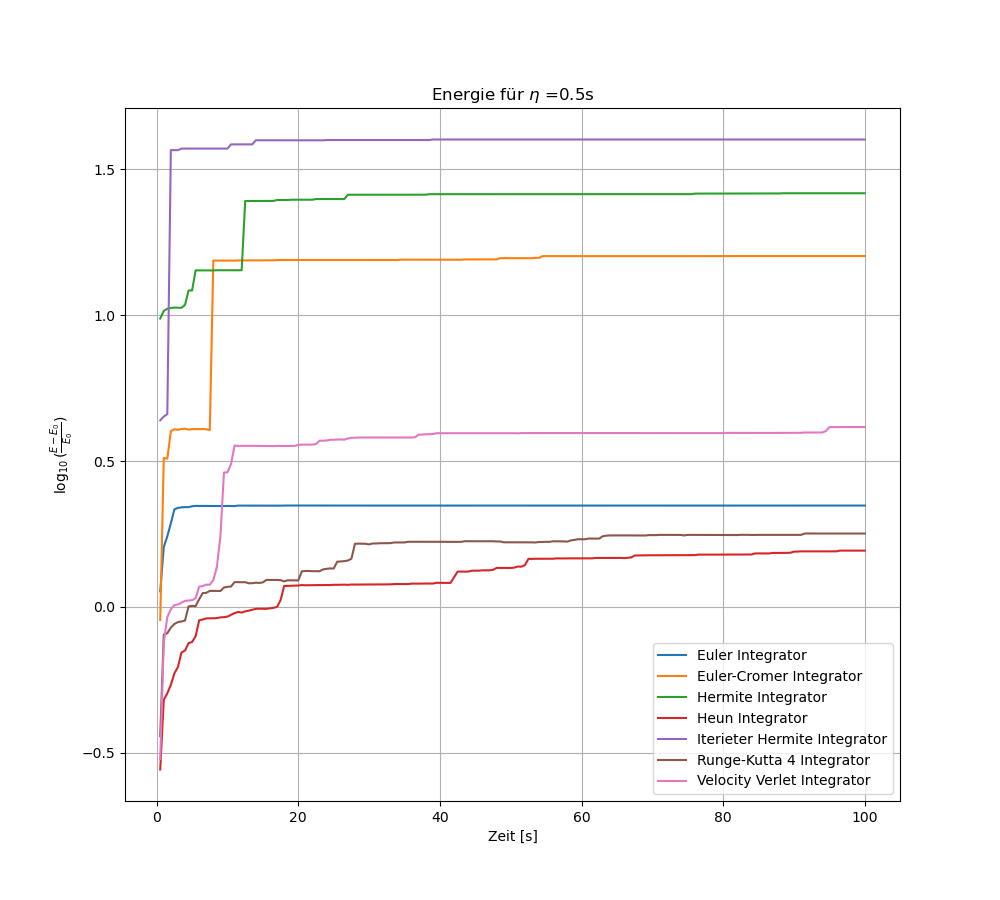 Energie für η =0.5s
log₁₀(E − E₀/E₀)
1.5
1.0
0.5
0.0
−0.5
0 20 40 60 80 100
Zeit [s]
Euler Integrator
Euler-Cromer Integrator
Hermite Integrator
Heun Integrator
Iterieter Hermite Integrator
Runge-Kutta 4 Integrator
Velocity Verlet Integrator